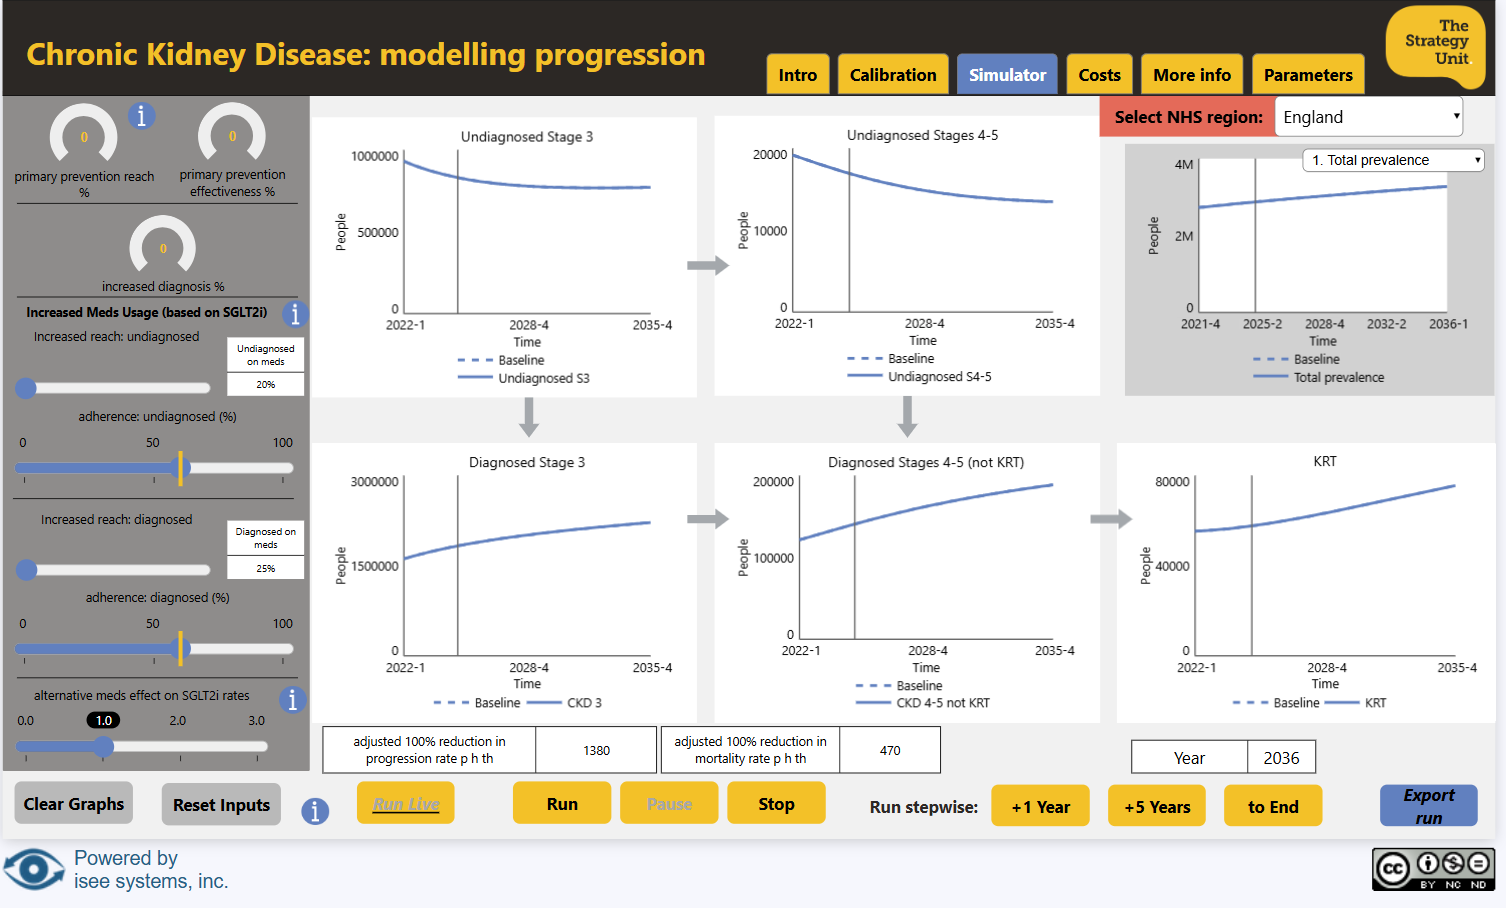 Chronic Kidney Disease: modelling progression
Intro
Calibration
Simulator
Costs
More info
Parameters
The
Strategy
Unit.
Select NHS region:
England
0
i
0
primary prevention reach
%
primary prevention
effectiveness %
0
increased diagnosis %
Increased Meds Usage (based on SGLT2i)
i
Increased reach: undiagnosed
Undiagnosed
on meds
20%
adherence: undiagnosed (%)
0 50 100
Increased reach: diagnosed
Diagnosed on
meds
25%
adherence: diagnosed (%)
0 50 100
alternative meds effect on SGLT2i rates
i
0.0 1.0 2.0 3.0
Undiagnosed Stage 3
1000000
People
500000
0
2022-1 2028-4 2035-4
Time
Baseline
Undiagnosed S3
Undiagnosed Stages 4-5
20000
People
10000
0
2022-1 2028-4 2035-4
Time
Baseline
Undiagnosed S4-5
1. Total prevalence
4M
People
2M
0
2021-4 2025-2 2028-4 2032-2 2036-1
Time
Baseline
Total prevalence
Diagnosed Stage 3
3000000
People
1500000
0
2022-1 2028-4 2035-4
Time
Baseline CKD 3
Diagnosed Stages 4-5 (not KRT)
200000
People
100000
0
2022-1 2028-4 2035-4
Time
Baseline
CKD 4-5 not KRT
KRT
80000
People
40000
0
2022-1 2028-4 2035-4
Time
Baseline KRT
adjusted 100% reduction in
progression rate p h th
1380
adjusted 100% reduction in
mortality rate p h th
470
Year 2036
Clear Graphs
Reset Inputs
i
Run Live
Run
Pause
Stop
Run stepwise:
+1 Year
+5 Years
to End
Export
run
Powered by
isee systems, inc.
cc
BY NC ND